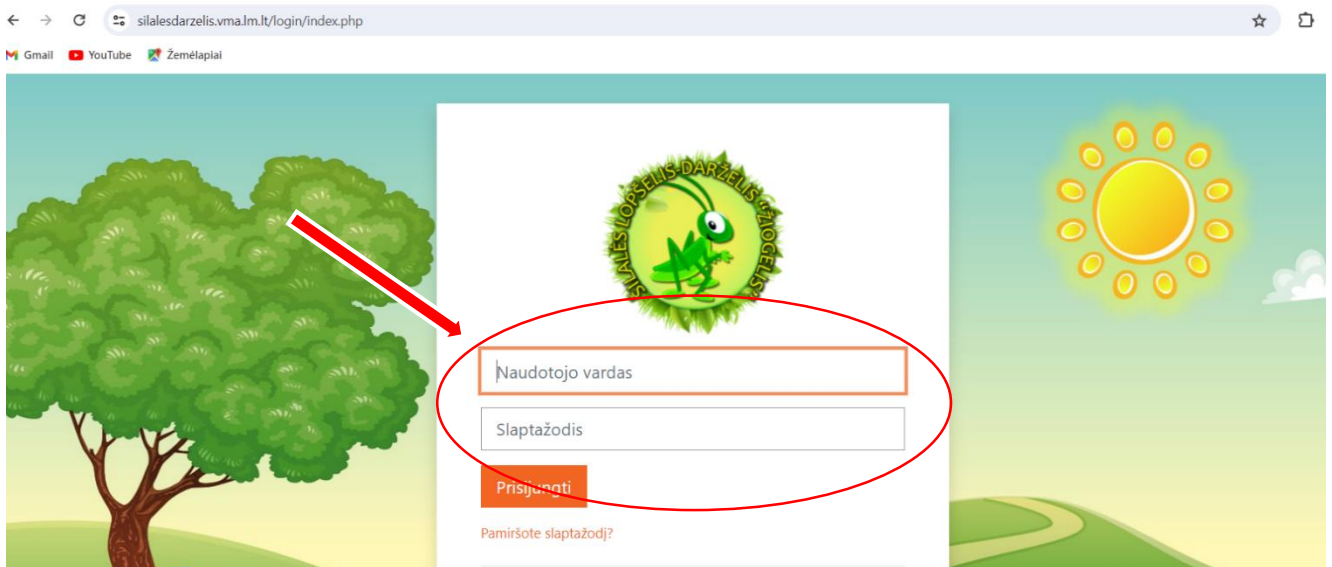 silalesdarzelis.vma.lm.lt/login/index.php
Gmail YouTube Žemėlapiai
ŠILALĖS LOPŠELIS-DARŽELIS "ŽIOGELIS"
Naudotojo vardas
Slaptažodis
Prisijungti
Pamiršote slaptažodį?